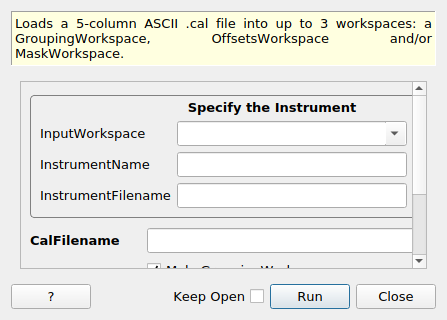 Loads a 5-column ASCII .cal file into up to 3 workspaces: a
GroupingWorkspace, OffsetsWorkspace and/or
MaskWorkspace.
Specify the Instrument
InputWorkspace
InstrumentName
InstrumentFilename
CalFilename
? Keep Open Run Close